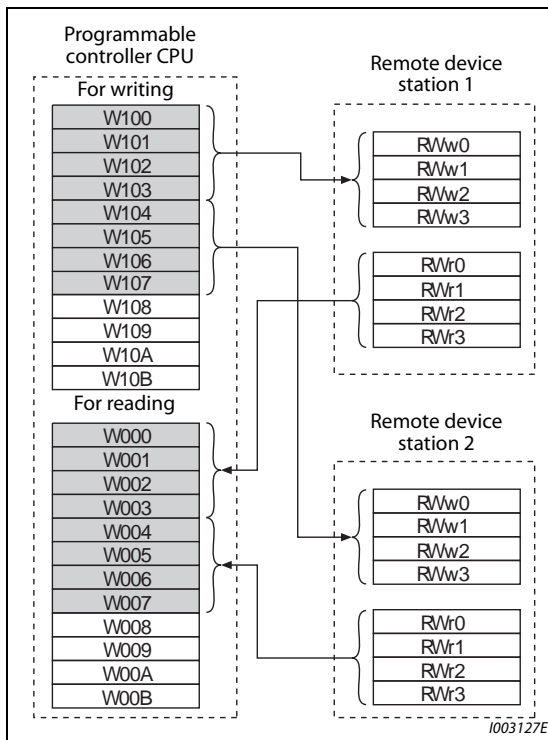 Programmable
controller CPU
For writing
W100
W101
W102
W103
W104
W105
W106
W107
W108
W109
W10A
W10B
For reading
W000
W001
W002
W003
W004
W005
W006
W007
W008
W009
W00A
W00B
Remote device
station 1
RWw0
RWw1
RWw2
RWw3
RWr0
RWr1
RWr2
RWr3
Remote device
station 2
RWw0
RWw1
RWw2
RWw3
RWr0
RWr1
RWr2
RWr3
I003127E